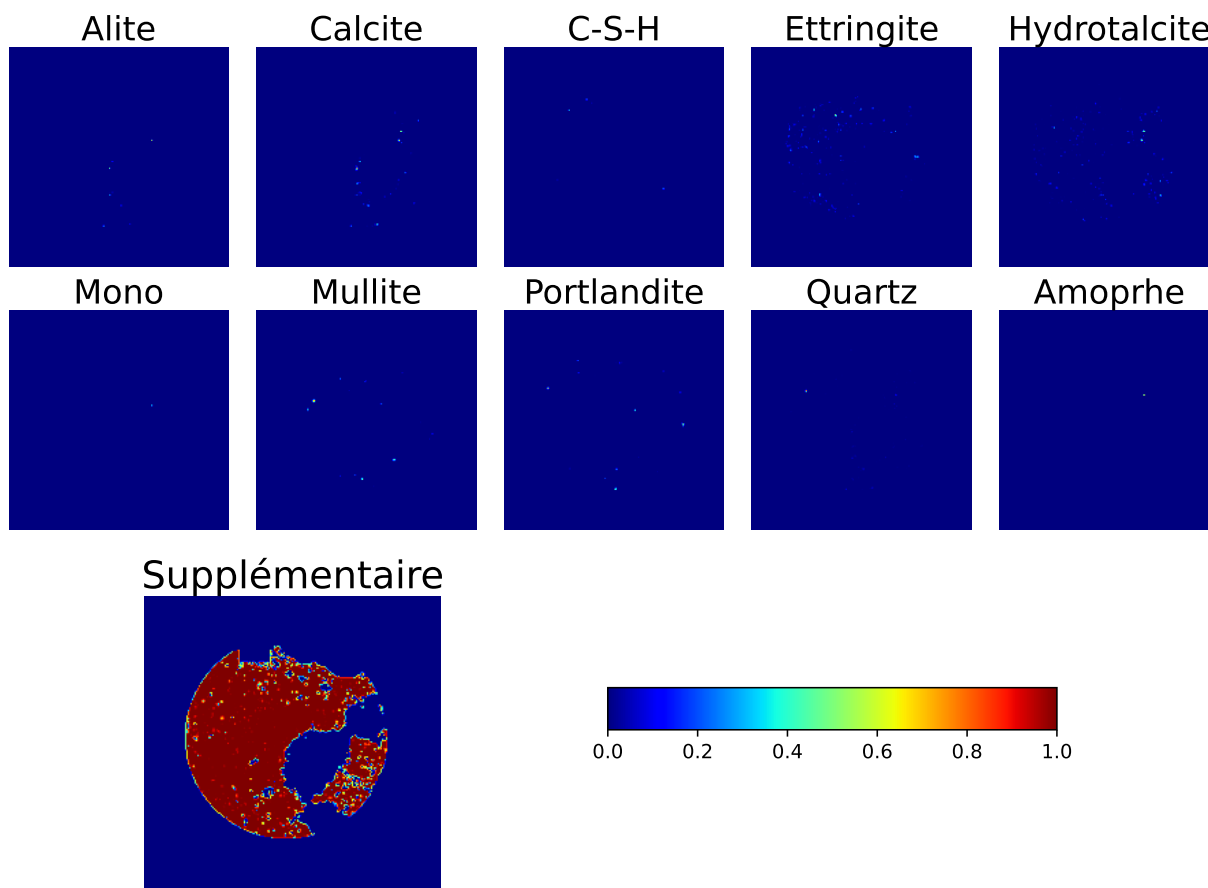 Alite Calcite C-S-H Ettringite Hydrotalcite
Mono Mullite Portlandite Quartz Amoprhe
Supplémentaire
0.0 0.2 0.4 0.6 0.8 1.0